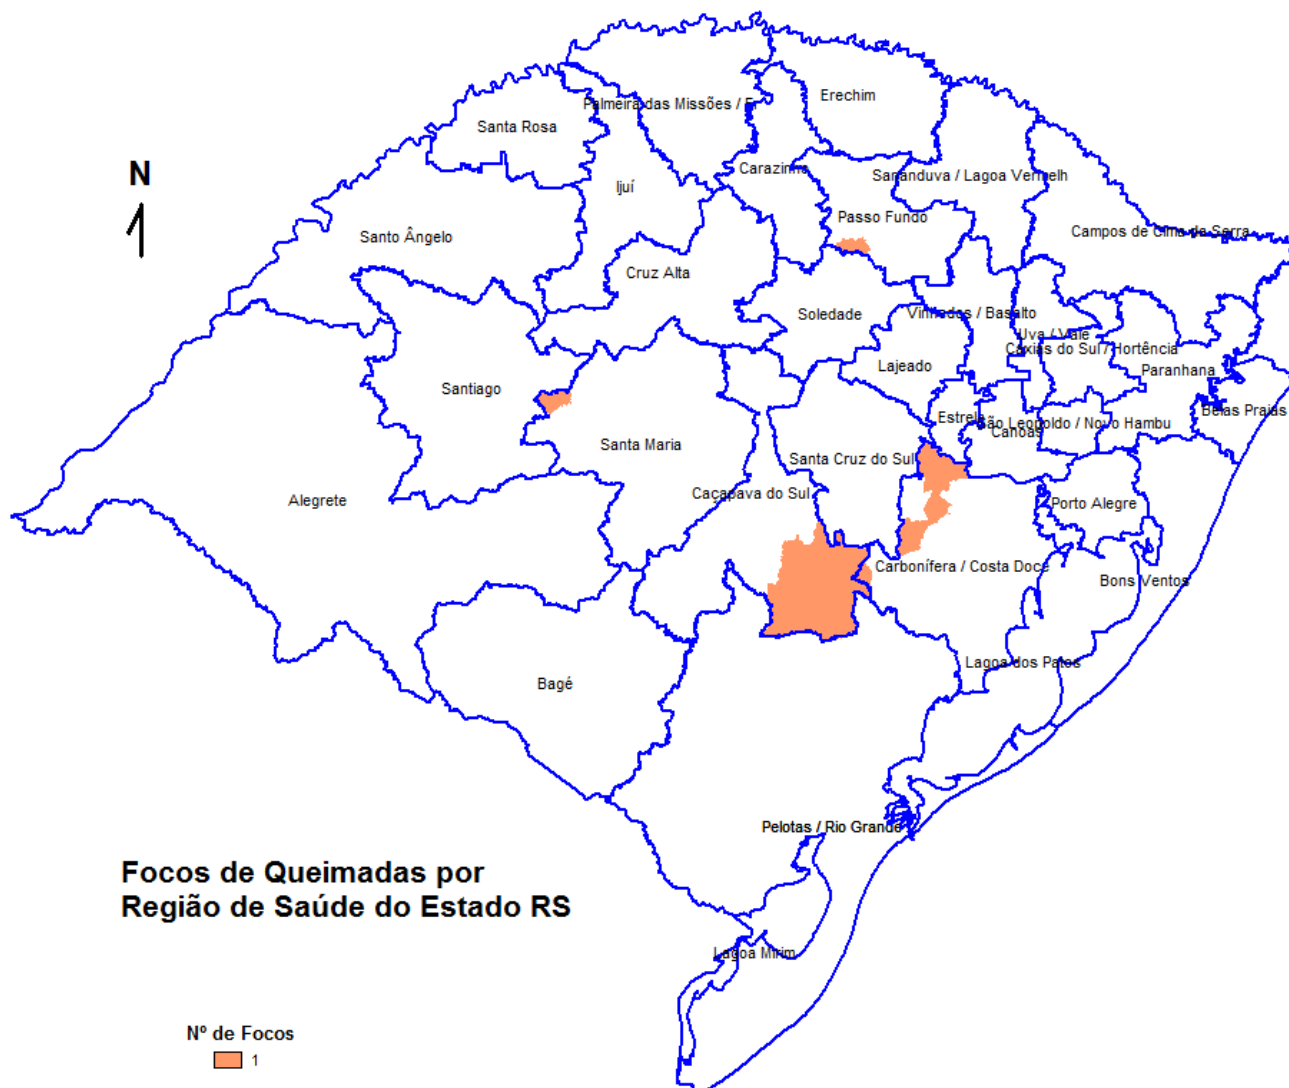 Erechim
Palmeira das Missões / F
Santa Rosa
Carazinho
Sananduva / Lagoa Vermelh
N
Ijuí
Passo Fundo
Campos de Cima da Serra
Santo Ângelo
Cruz Alta
Soledade
Vinhedos / Basalto
Uva / Vale
Caxias do Sul / Hortência
Lajeado
Paranhana
Santiago
Belas Praias
Estrela
São Leopoldo / Novo Hambu
Canoas
Santa Maria
Santa Cruz do Sul
Caçapava do Sul
Alegrete
Porto Alegre
Carbonífera / Costa Doce
Bons Ventos
Lagoa dos Patos
Bagé
Pelotas / Rio Grande
Focos de Queimadas por
Região de Saúde do Estado RS
Lagoa Mirim
Nº de Focos
1